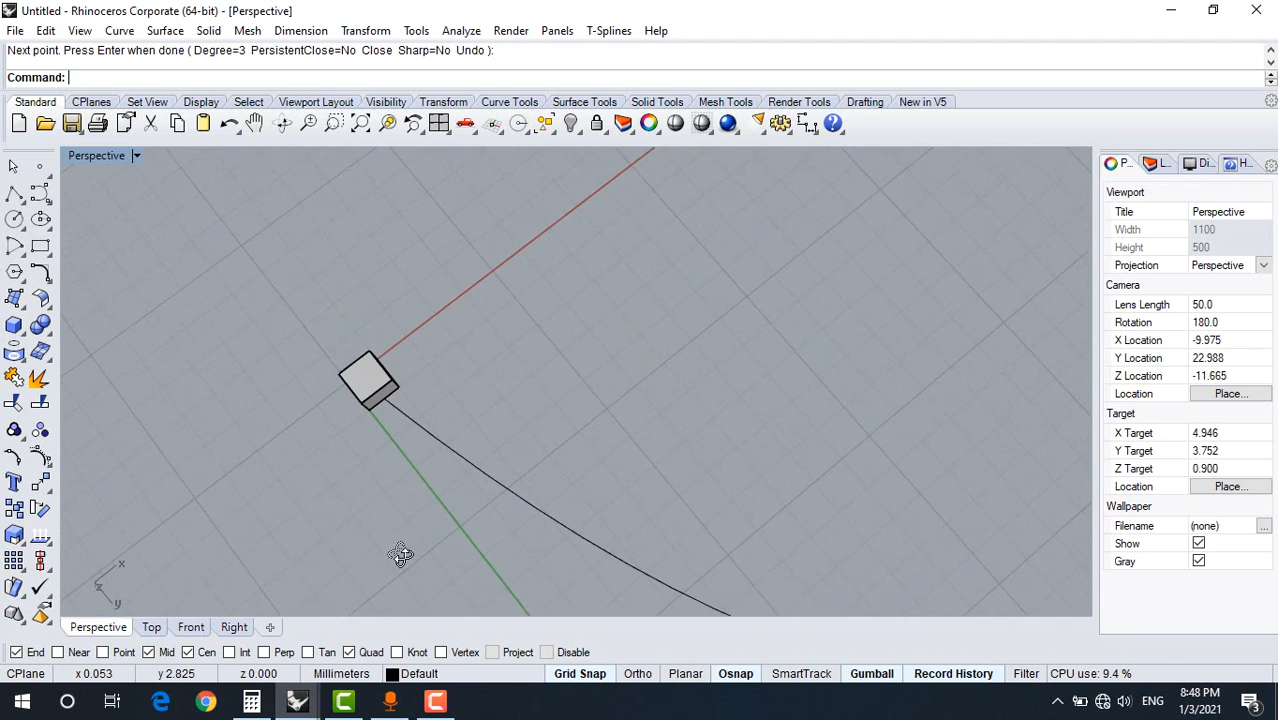 Untitled - Rhinoceros Corporate (64-bit) - [Perspective]
File Edit View Curve Surface Solid Mesh Dimension Transform Tools Analyze Render Panels T-Splines Help
Next point. Press Enter when done ( Degree=3 PersistentClose=No Close Sharp=No Undo ):
Command:
Standard CPlanes Set View Display Select Viewport Layout Visibility Transform Curve Tools Surface Tools Solid Tools Mesh Tools Render Tools Drafting New in V5
Perspective
P... L... Di... H...
Viewport
Title Perspective
Width 1100
Height 500
Projection Perspective
Camera
Lens Length 50.0
Rotation 180.0
X Location -9.975
Y Location 22.988
Z Location -11.665
Location Place...
Target
X Target 4.946
Y Target 3.752
Z Target 0.900
Location Place...
Wallpaper
Filename (none) ...
Show
Gray
x
z
y
Perspective Top Front Right
End Near Point Mid Cen Int Perp Tan Quad Knot Vertex Project Disable
CPlane x 0.053 y 2.825 z 0.000 Millimeters Default Grid Snap Ortho Planar Osnap SmartTrack Gumball Record History Filter CPU use: 9.4 %
ENG 8:48 PM
1/3/2021
3